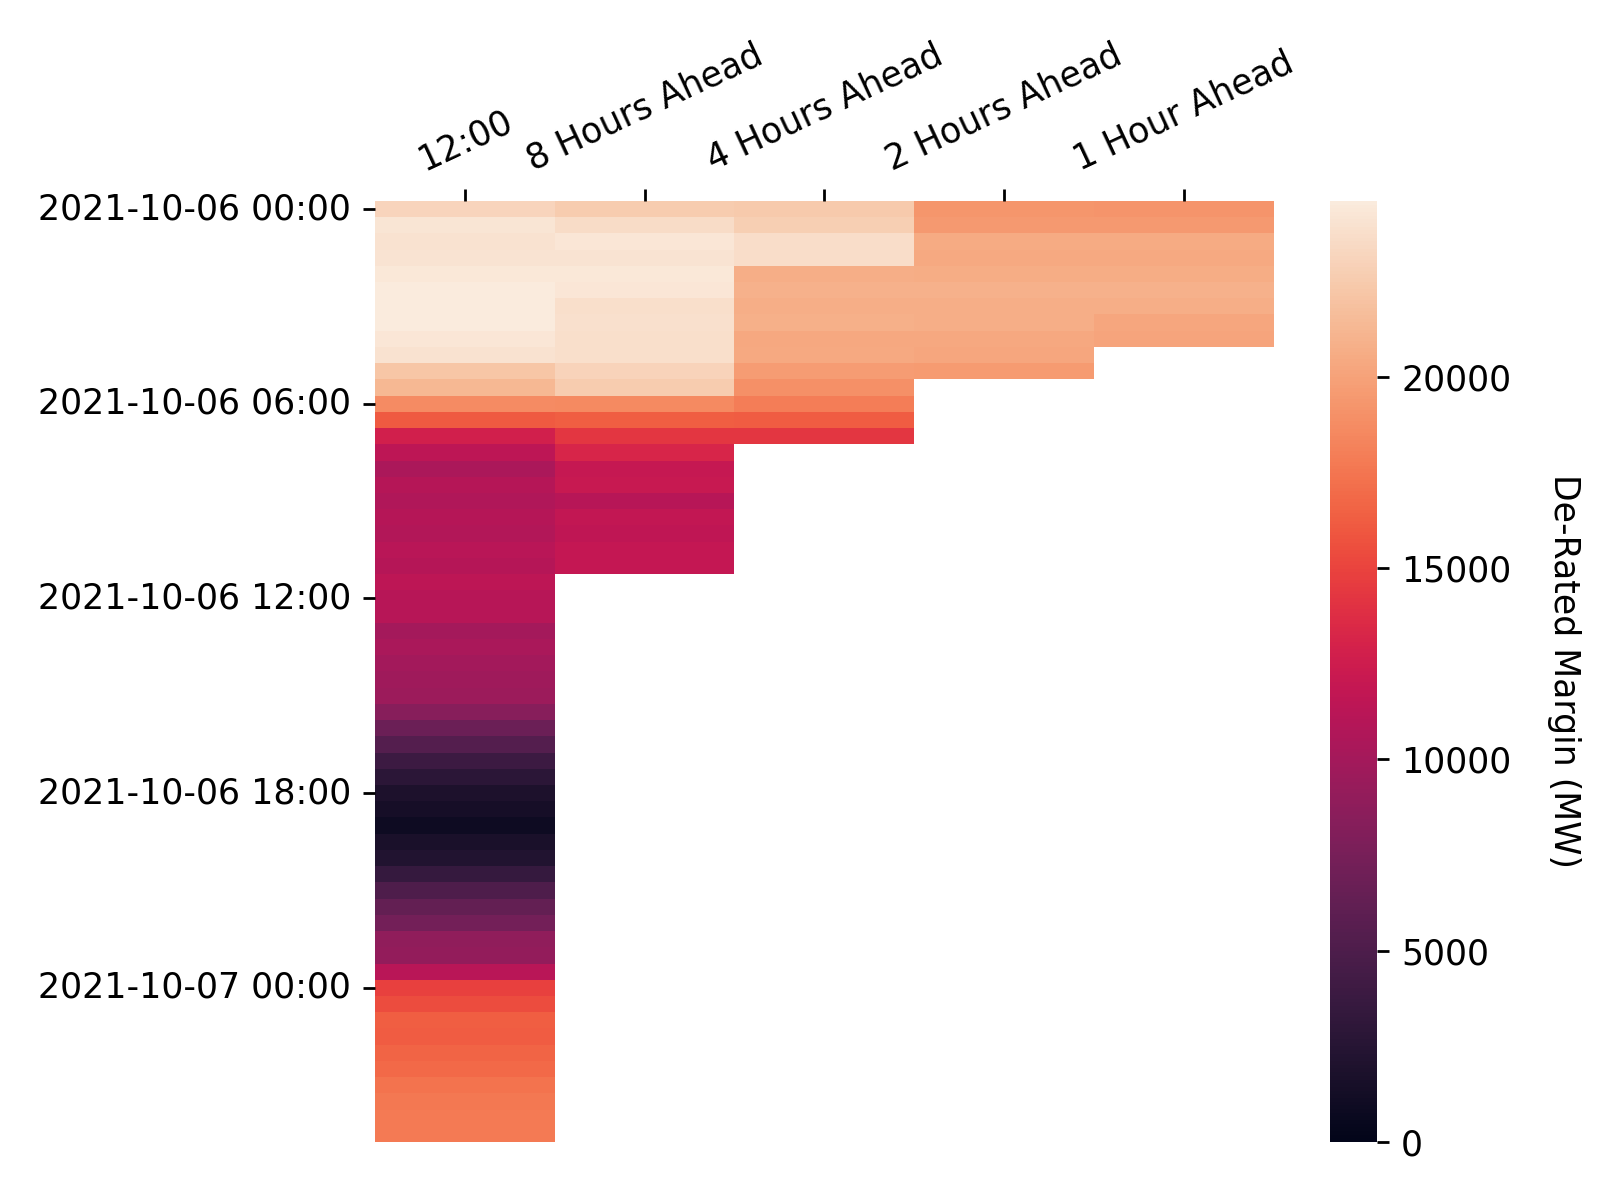 12:00
8 Hours Ahead
4 Hours Ahead
2 Hours Ahead
1 Hour Ahead
2021-10-06 00:00
2021-10-06 06:00
2021-10-06 12:00
2021-10-06 18:00
2021-10-07 00:00
20000
15000
10000
5000
0
De-Rated Margin (MW)